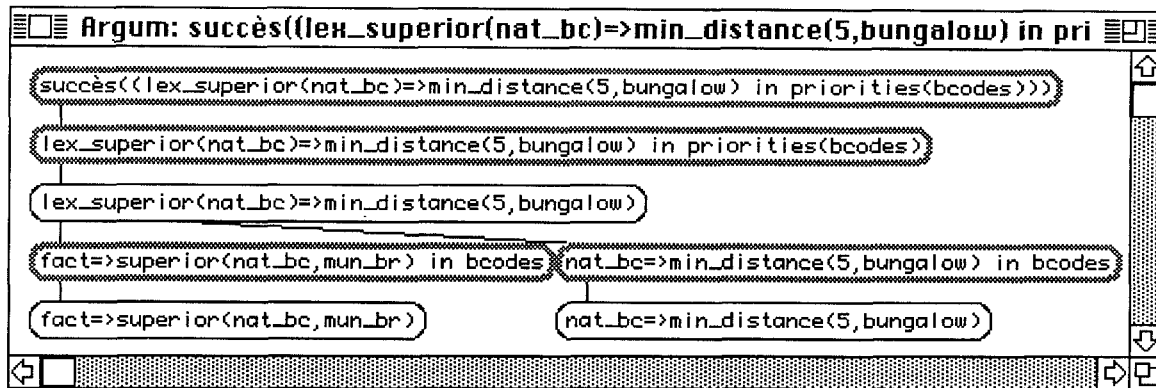 Argum: succès((lex_superior(nat_bc)=>min_distance(5,bungalow) in pri
succès((lex_superior(nat_bc)=>min_distance(5,bungalow) in priorities(bcodes)))
lex_superior(nat_bc)=>min_distance(5,bungalow) in priorities(bcodes)
lex_superior(nat_bc)=>min_distance(5,bungalow)
fact=>superior(nat_bc,mun_br) in bcodes nat_bc=>min_distance(5,bungalow) in bcodes
fact=>superior(nat_bc,mun_br) nat_bc=>min_distance(5,bungalow)